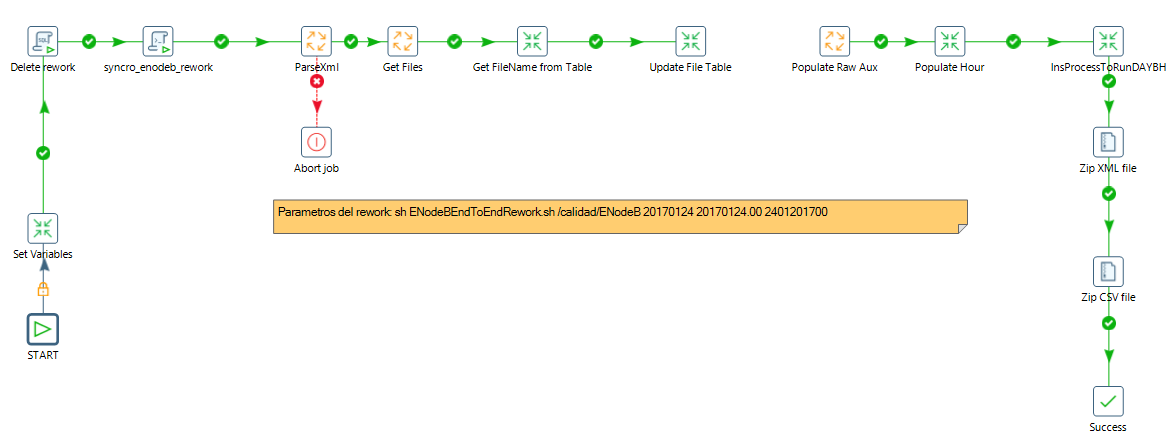 Delete rework
syncro_enodeb_rework
ParseXml
Get Files
Get FileName from Table
Update File Table
Populate Raw Aux
Populate Hour
InsProcessToRunDAYBH
Abort job
Zip XML file
Parametros del rework: sh ENodeBEndToEndRework.sh /calidad/ENodeB 20170124 20170124.00 2401201700
Set Variables
Zip CSV file
START
Success